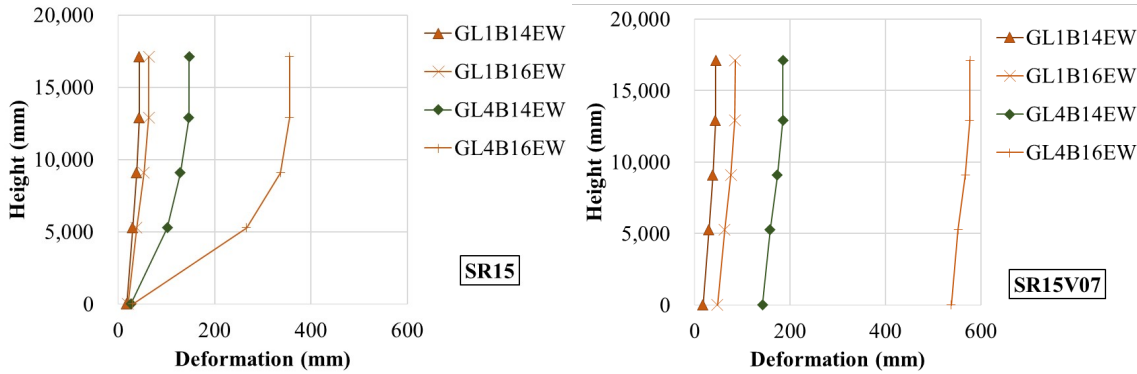 20,000
15,000
10,000
5,000
0
Height (mm)
0 200 400 600
Deformation (mm)
GL1B14EW
GL1B16EW
GL4B14EW
GL4B16EW
SR15
20,000
15,000
10,000
5,000
0
Height (mm)
0 200 400 600
Deformation (mm)
GL1B14EW
GL1B16EW
GL4B14EW
GL4B16EW
SR15V07